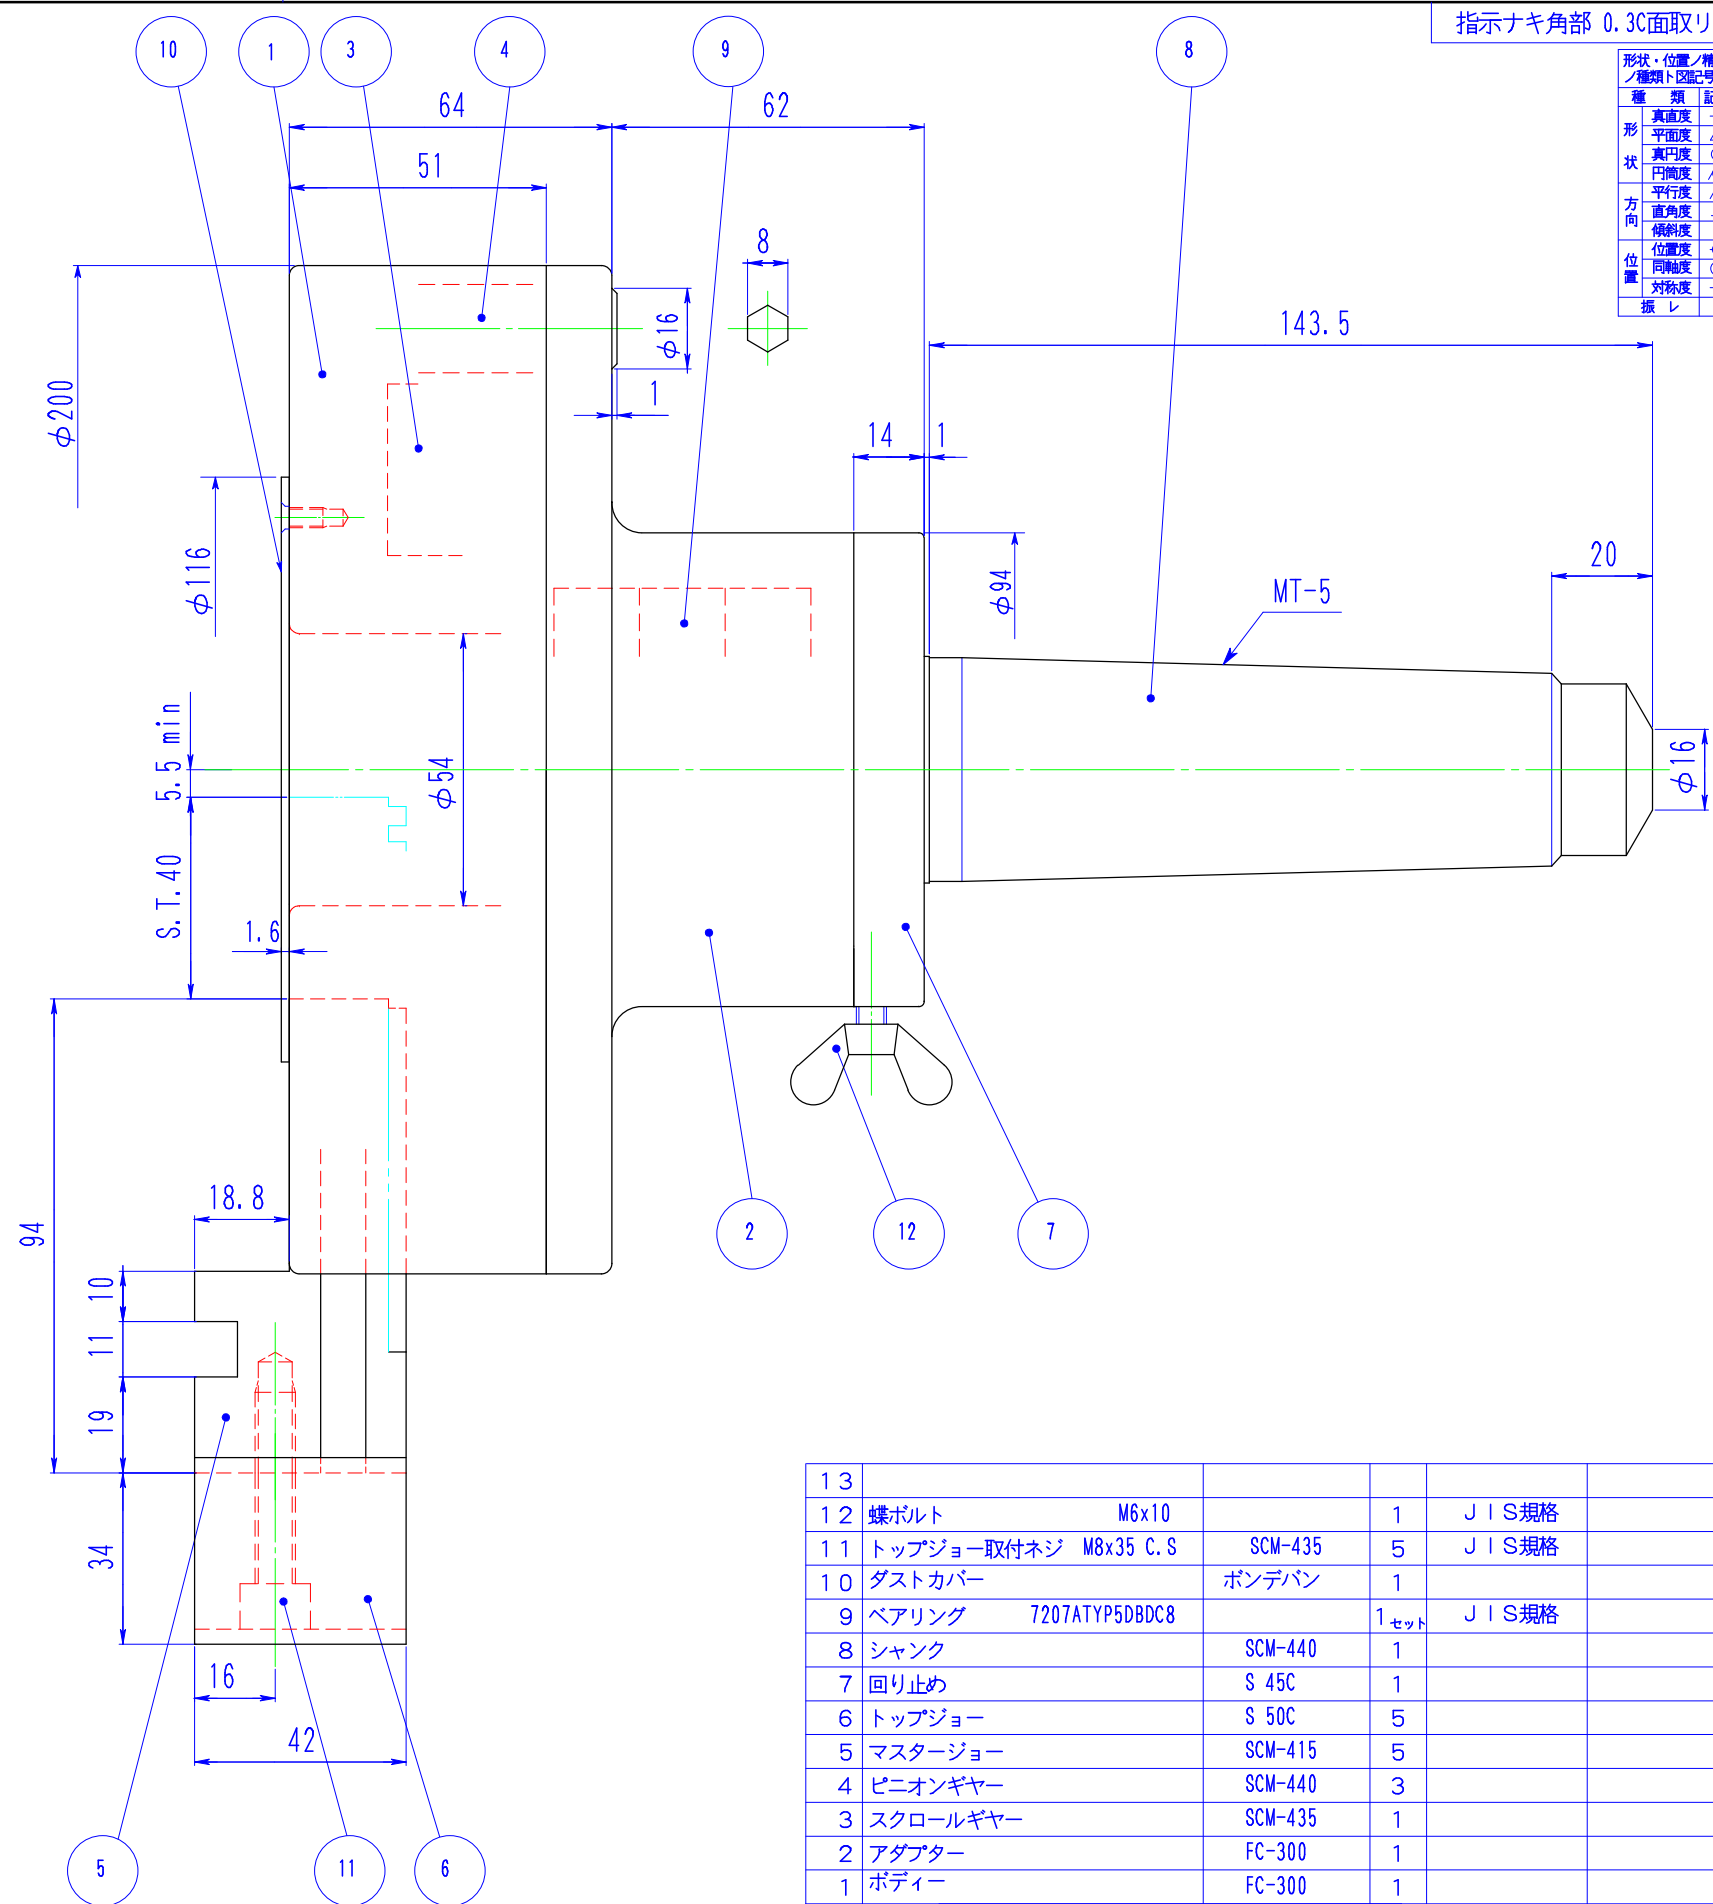 指示ナキ角部 0.3C面取リ
形状・位置ノ精
ノ種類ト図記号
種 類
形状
真直度
平面度
真円度
円筒度
方向
平行度
直角度
傾斜度
位置
位置度
同軸度
対称度
振レ
10
1
3
4
9
8
64
62
51
8
φ16
1
143.5
φ200
14
1
φ116
φ94
MT-5
20
5.5 min
φ54
φ16
S.T.40
1.6
18.8
94
10
11
19
34
16
42
2
12
7
5
11
6
13
12 蝶ボルト M6x10 1 JIS規格
11 トップジョー取付ネジ M8x35 C.S SCM-435 5 JIS規格
10 ダストカバー ボンデバン 1
9 ベアリング 7207ATYP5DBDC8 1セット JIS規格
8 シャンク SCM-440 1
7 回り止め S 45C 1
6 トップジョー S 50C 5
5 マスタージョー SCM-415 5
4 ピニオンギヤー SCM-440 3
3 スクロールギヤー SCM-435 1
2 アダプター FC-300 1
1 ボディー FC-300 1